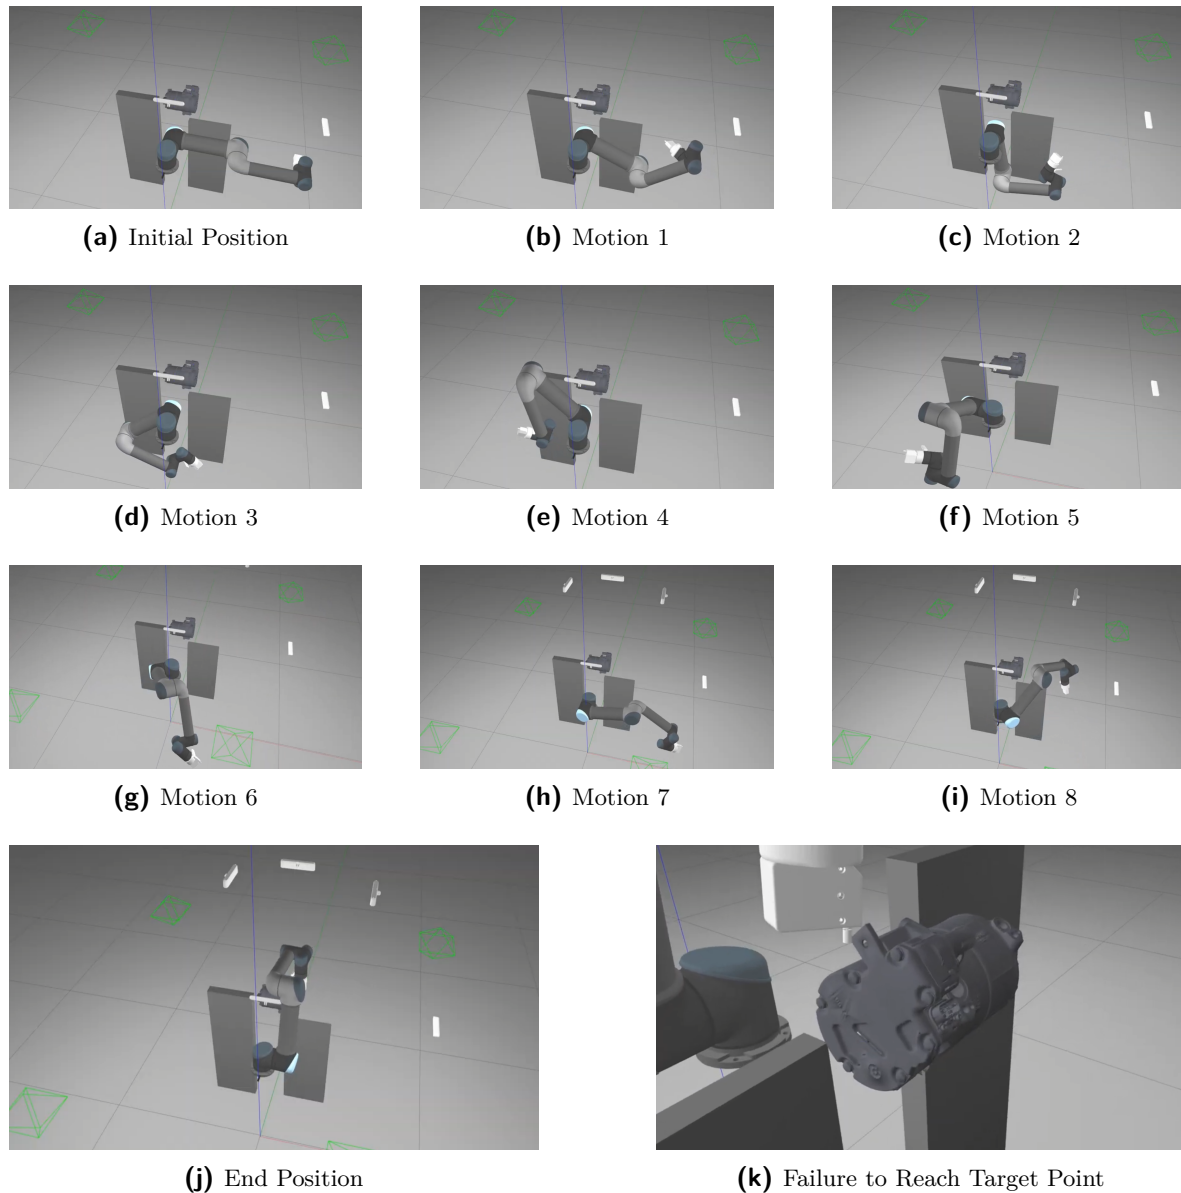 (a) Initial Position
(b) Motion 1
(c) Motion 2
(d) Motion 3
(e) Motion 4
(f) Motion 5
(g) Motion 6
(h) Motion 7
(i) Motion 8
(j) End Position
(k) Failure to Reach Target Point